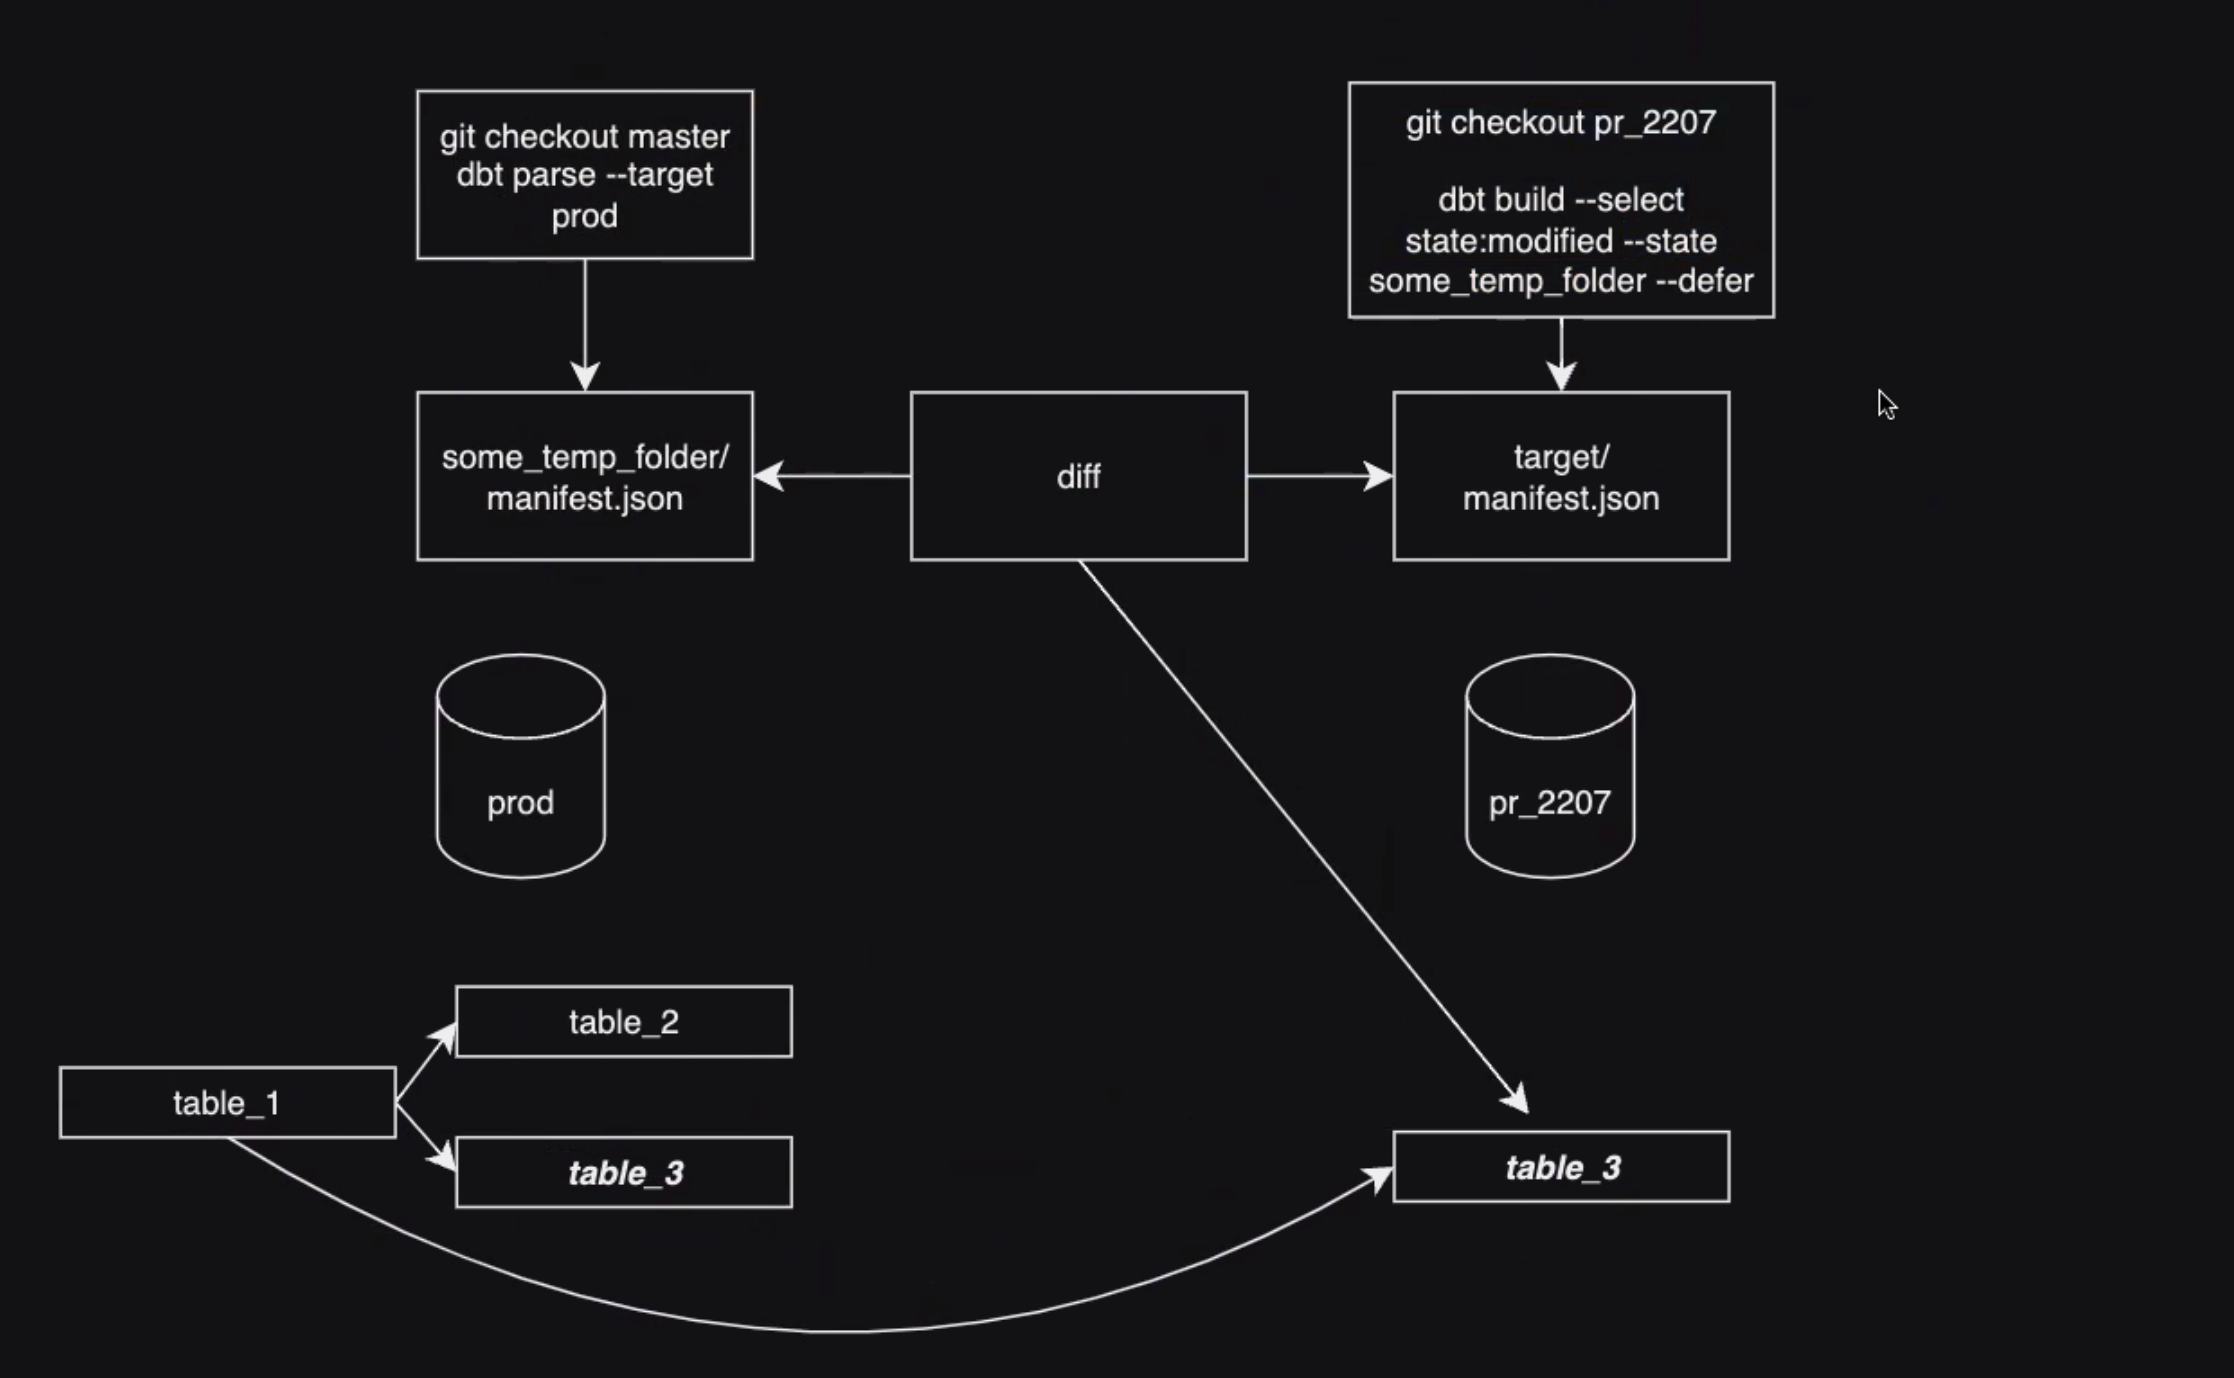 git checkout master
dbt parse --target
prod
git checkout pr_2207
dbt build --select
state:modified --state
some_temp_folder --defer
some_temp_folder/
manifest.json
diff
target/
manifest.json
prod
pr_2207
table_2
table_1
table_3
table_3